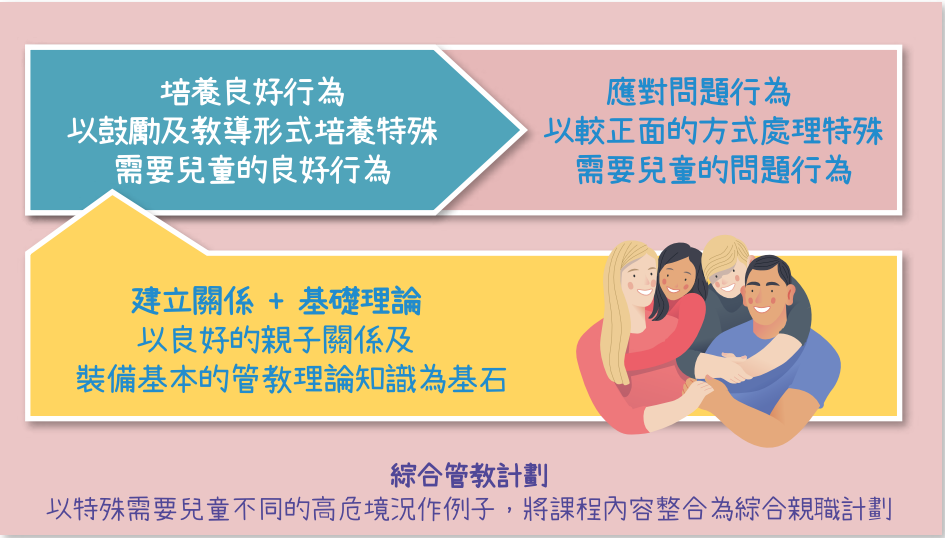 培養良好行為
以鼓勵及教導形式培養特殊
需要兒童的良好行為
應對問題行為
以較正面的方式處理特殊
需要兒童的問題行為
建立關係 + 基礎理論
以良好的親子關係及
裝備基本的管教理論知識為基石
綜合管教計劃
以特殊需要兒童不同的高危境況作例子，將課程內容整合為綜合親職計劃